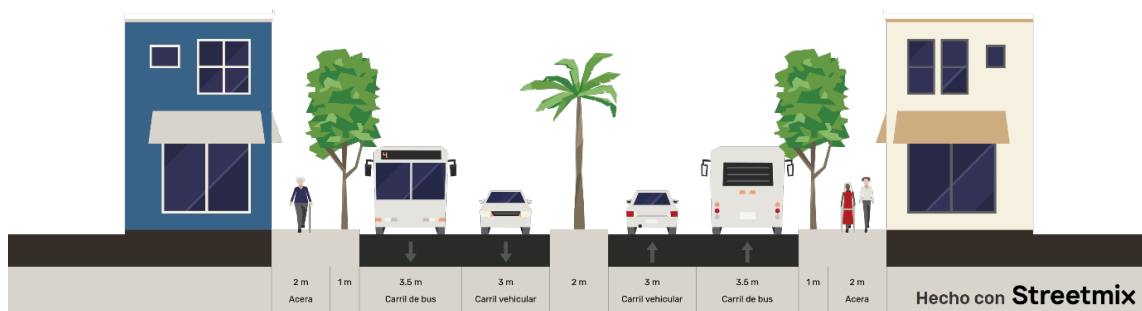 4
2 m
Acera
1 m
3.5 m
Carril de bus
3 m
Carril vehicular
2 m
3 m
Carril vehicular
3.5 m
Carril de bus
1 m
2 m
Acera
Hecho con Streetmix